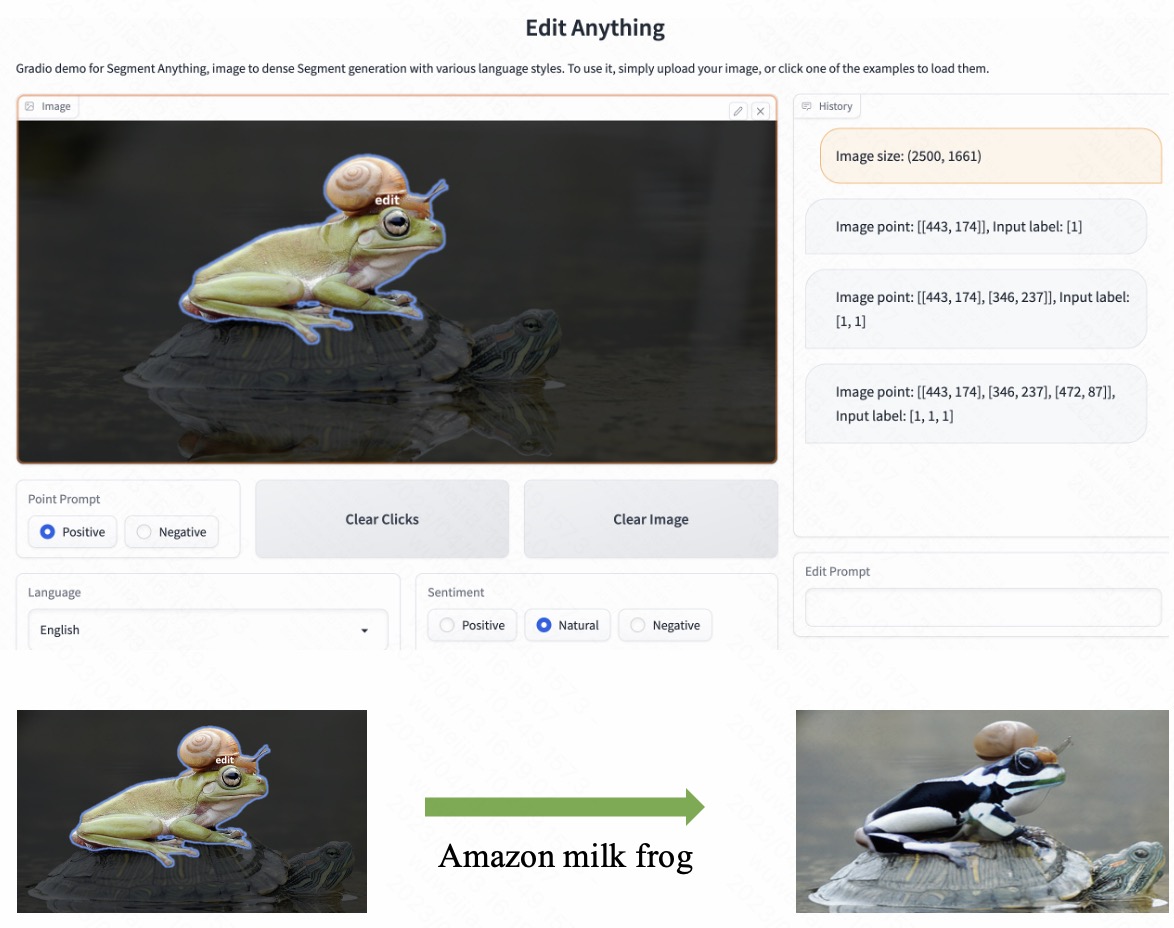 Edit Anything
Gradio demo for Segment Anything, image to dense Segment generation with various language styles. To use it, simply upload your image, or click one of the examples to load them.
Image
edit
History
Image size: (2500, 1661)
Image point: [[443, 174]], Input label: [1]
Image point: [[443, 174], [346, 237]], Input label:
[1, 1]
Image point: [[443, 174], [346, 237], [472, 87]],
Input label: [1, 1, 1]
Point Prompt
Positive
Negative
Clear Clicks
Clear Image
Edit Prompt
Language
English
Sentiment
Positive
Natural
Negative
edit
Amazon milk frog